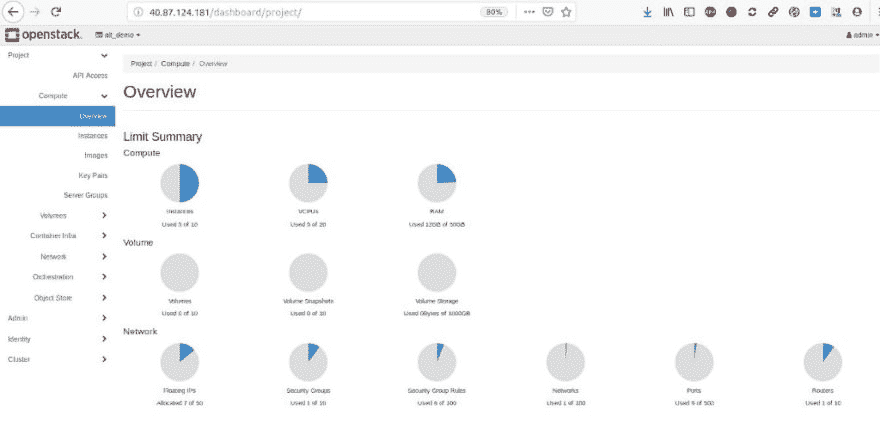 40.87.124.181/dashboard/project/
80%
openstack.
alt_demo
admin
Project
API Access
Compute
Overview
Instances
Images
Key Pairs
Server Groups
Volumes
Container Infra
Network
Orchestration
Object Store
Admin
Identity
Cluster
Project / Compute / Overview
Overview
Limit Summary
Compute
Instances
VCPUs
RAM
Used 5 of 10
Used 5 of 20
Used 12GB of 50GB
Volume
Volumes
Volume Snapshots
Volume Storage
Used 0 of 10
Used 0 of 10
Used 0Bytes of 1000GB
Network
Floating IPs
Security Groups
Security Group Rules
Networks
Ports
Routers
Allocated 7 of 50
Used 1 of 10
Used 6 of 100
Used 1 of 100
Used 9 of 500
Used 1 of 10